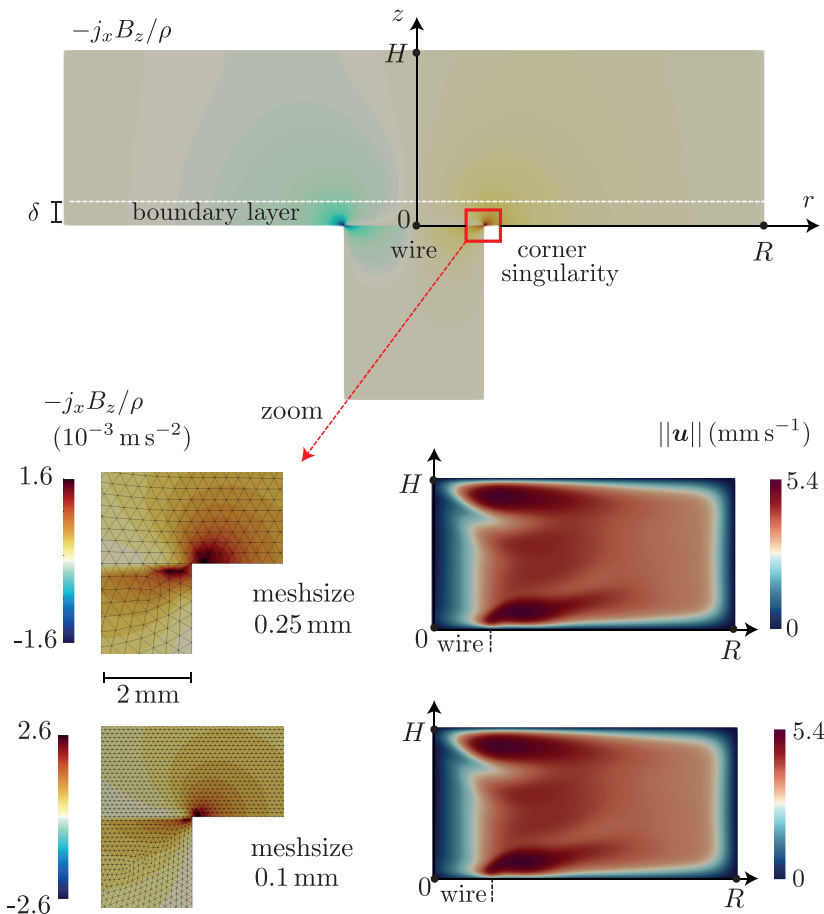 −j_x B_z/ρ
z
H
δ
boundary layer
0
r
wire
corner
singularity
R
zoom
−j_x B_z/ρ
(10⁻³ m s⁻²)
1.6
-1.6
meshsize
0.25 mm
2 mm
||u|| (mm s⁻¹)
H
5.4
0
0
wire
R
2.6
-2.6
meshsize
0.1 mm
H
5.4
0
0
wire
R